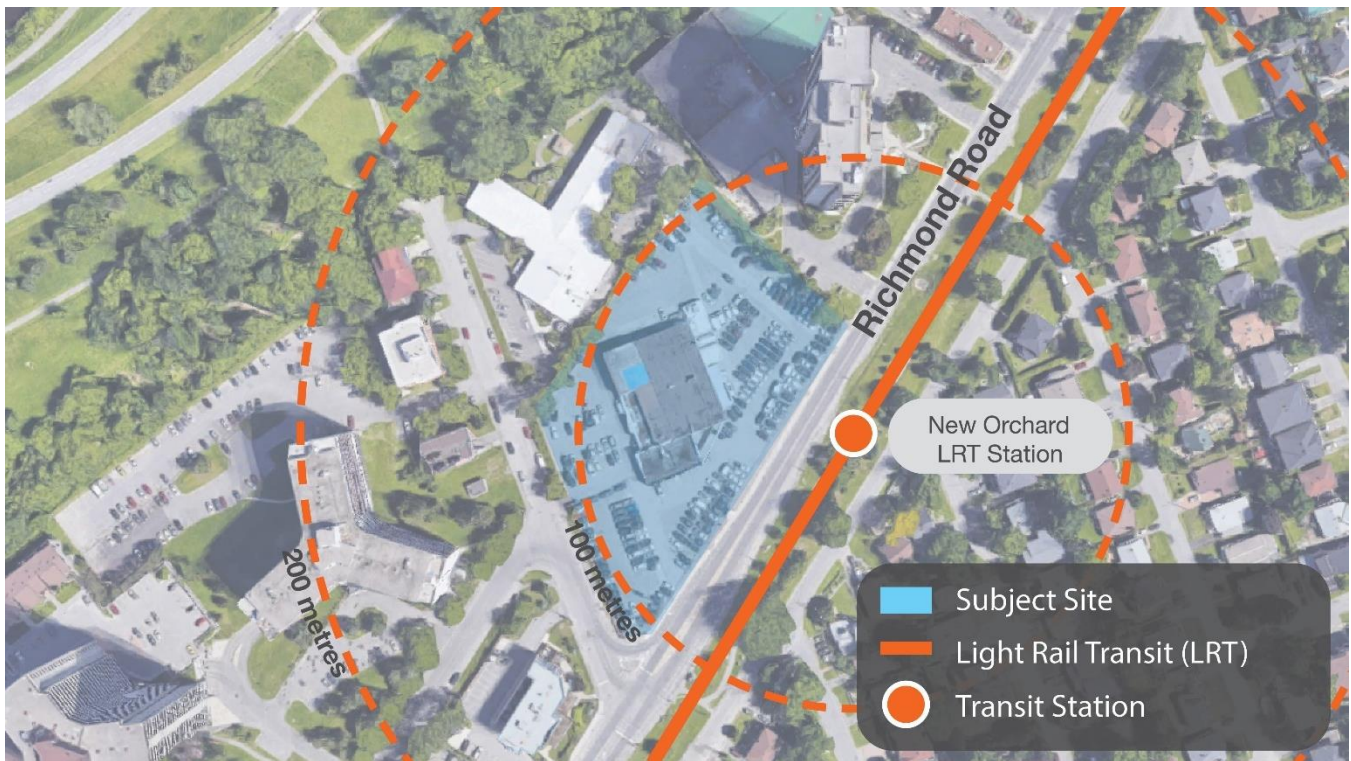 Richmond Road
New Orchard
LRT Station
100 metres
200 metres
Subject Site
Light Rail Transit (LRT)
Transit Station